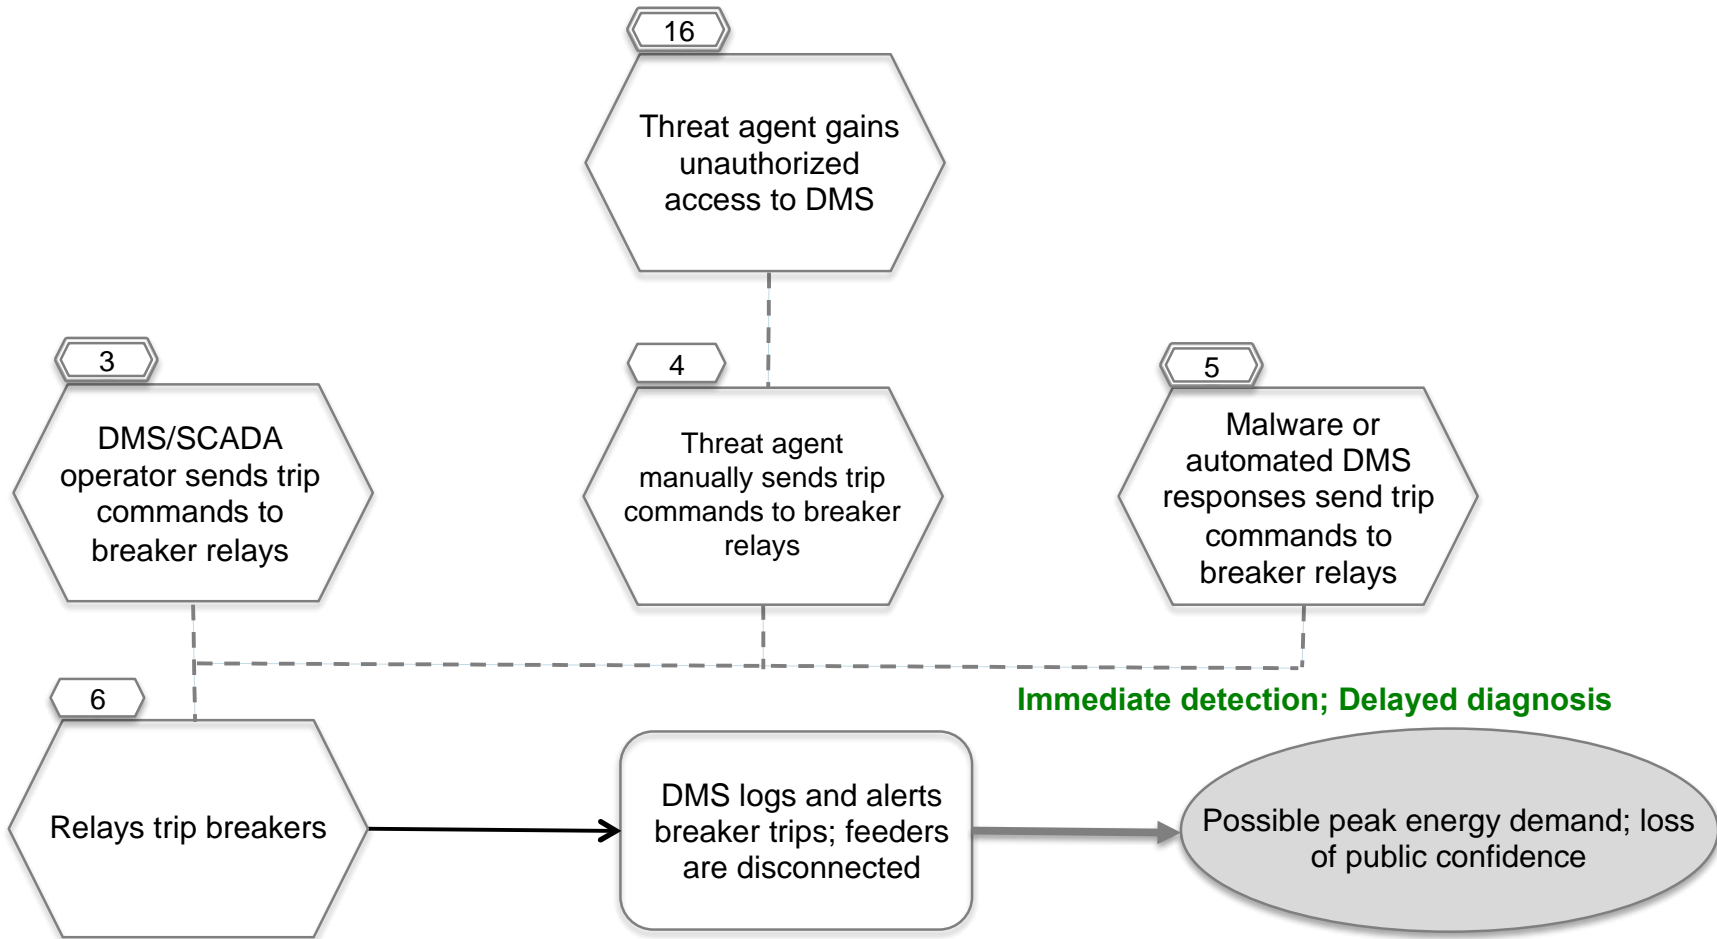 16
Threat agent gains
unauthorized
access to DMS
3
DMS/SCADA
operator sends trip
commands to
breaker relays
4
Threat agent
manually sends trip
commands to breaker
relays
5
Malware or
automated DMS
responses send trip
commands to
breaker relays
6
Relays trip breakers
DMS logs and alerts
breaker trips; feeders
are disconnected
Immediate detection; Delayed diagnosis
Possible peak energy demand; loss
of public confidence